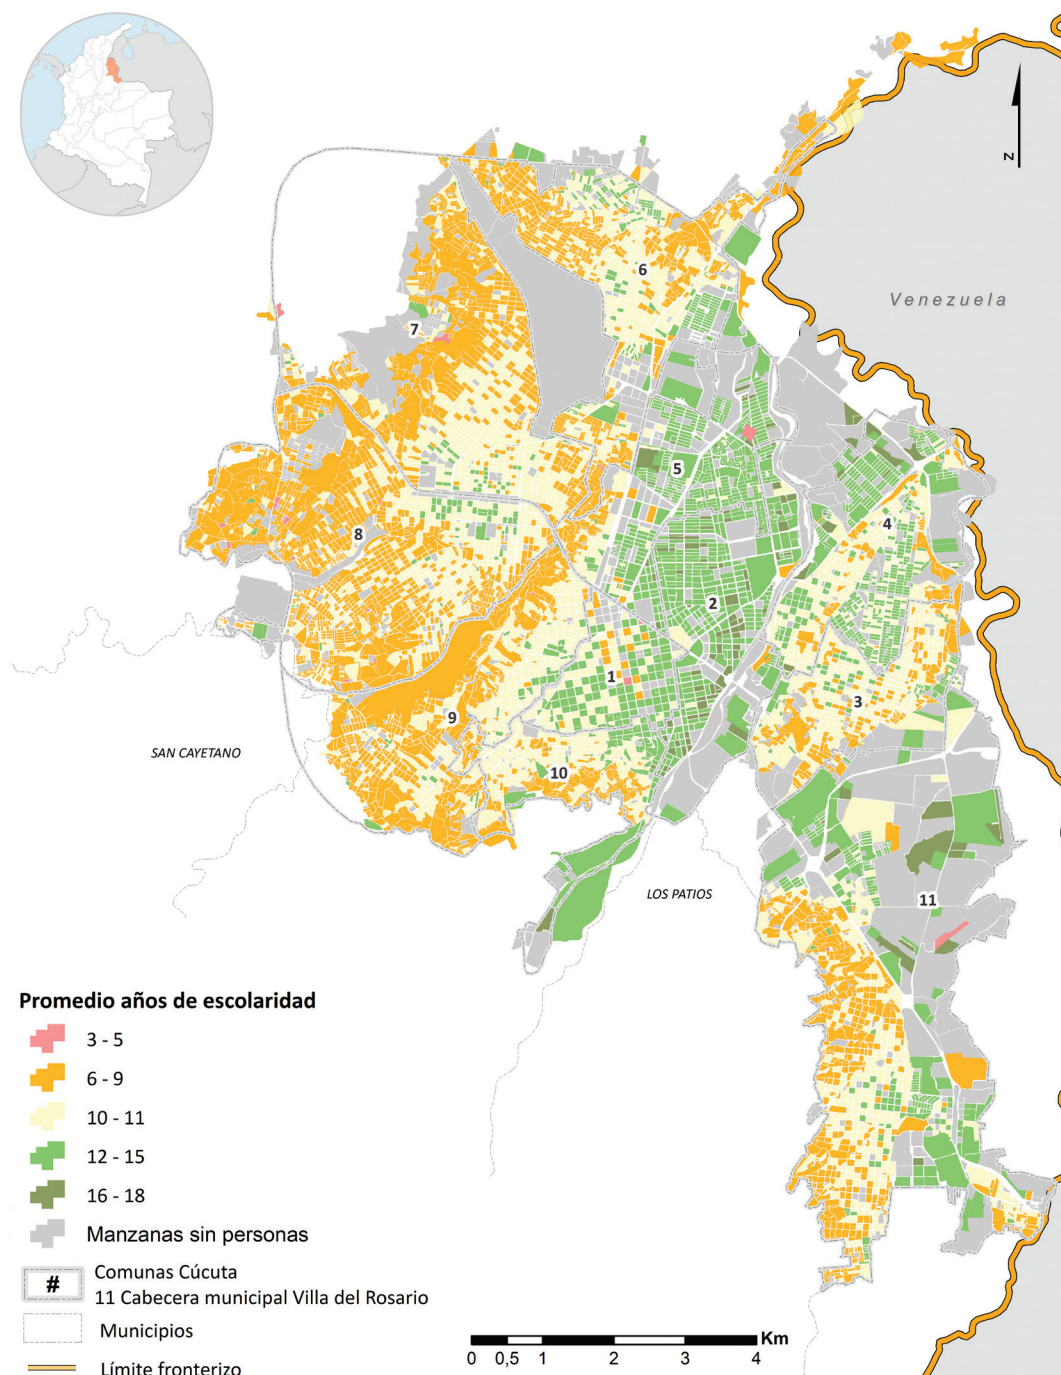 N
Venezuela
6
7
5
4
8
2
1
3
9
SAN CAYETANO
10
LOS PATIOS
11
Promedio años de escolaridad
3 - 5
6 - 9
10 - 11
12 - 15
16 - 18
Manzanas sin personas
# Comunas Cúcuta
11 Cabecera municipal Villa del Rosario
Municipios
Límite fronterizo
Km
0 0,5 1 2 3 4